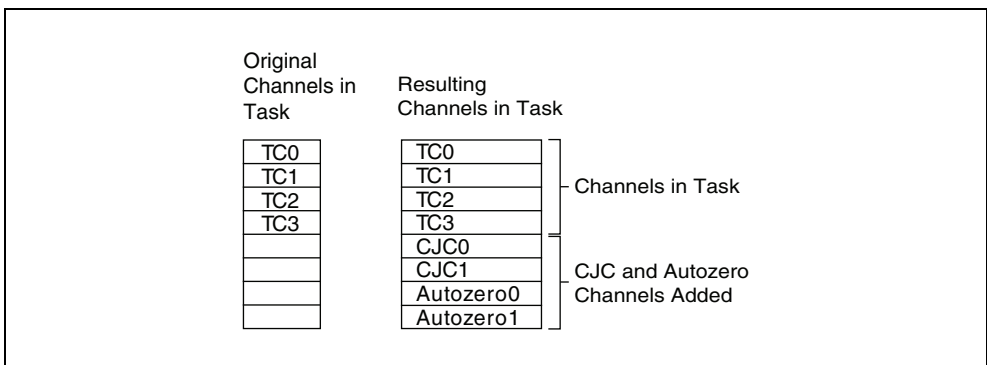 Original
Channels in
Task
Resulting
Channels in Task
TC0
TC1
TC2
TC3
TC0
TC1
TC2
TC3
CJC0
CJC1
Autozero0
Autozero1
Channels in Task
CJC and Autozero
Channels Added